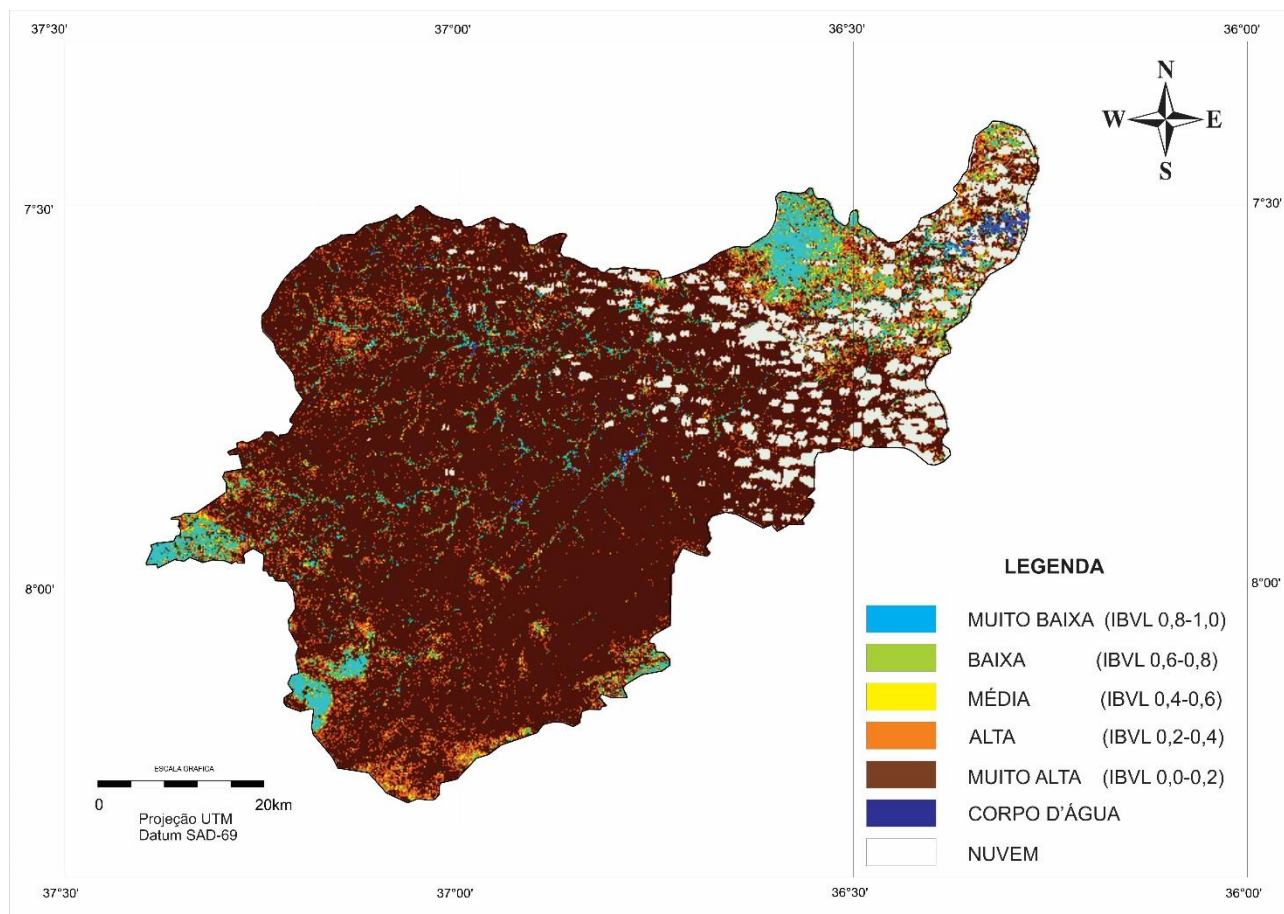 37°30' 37°00' 36°30' 36°00'
N
W E
S
7°30' 7°30'
8°00' 8°00'
LEGENDA
MUITO BAIXA (IBVL 0,8-1,0)
BAIXA (IBVL 0,6-0,8)
MÉDIA (IBVL 0,4-0,6)
ALTA (IBVL 0,2-0,4)
MUITO ALTA (IBVL 0,0-0,2)
CORPO D'ÁGUA
NUVEM
ESCALA GRAFICA
0 20km
Projeção UTM
Datum SAD-69
37°30' 37°00' 36°30' 36°00'